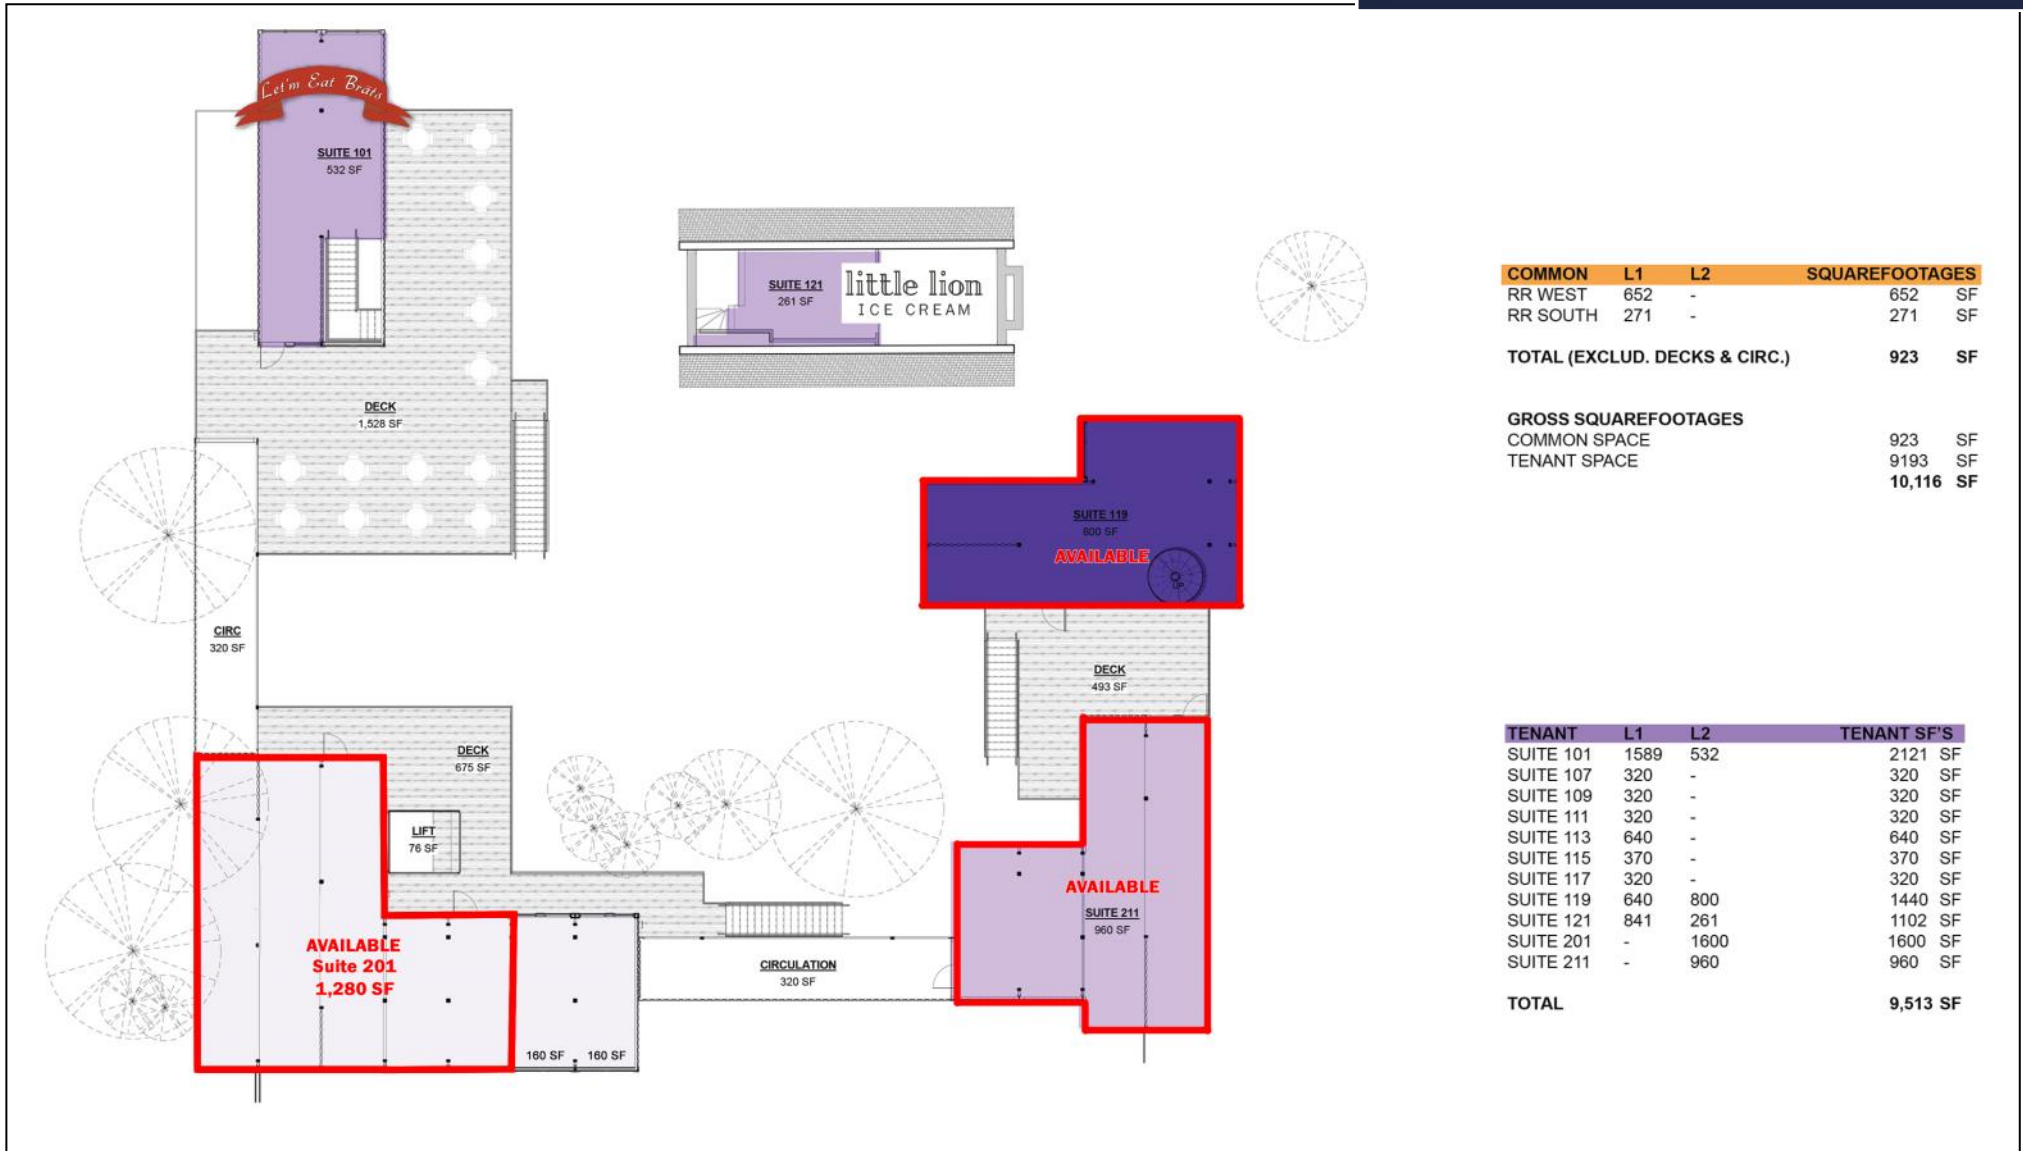 Let'm Eat Brats
SUITE 101
532 SF
SUITE 121
261 SF
little lion
ICE CREAM
DECK
1,528 SF
SUITE 119
800 SF
AVAILABLE
UP
CIRC
320 SF
DECK
493 SF
DECK
675 SF
LIFT
76 SF
AVAILABLE
SUITE 211
960 SF
AVAILABLE
Suite 201
1,280 SF
CIRCULATION
320 SF
160 SF 160 SF
COMMON L1 L2 SQUAREFOOTAGES
RR WEST 652 - 652 SF
RR SOUTH 271 - 271 SF
TOTAL (EXCLUD. DECKS & CIRC.) 923 SF
GROSS SQUAREFOOTAGES
COMMON SPACE 923 SF
TENANT SPACE 9193 SF
10,116 SF
TENANT L1 L2 TENANT SF'S
SUITE 101 1589 532 2121 SF
SUITE 107 320 - 320 SF
SUITE 109 320 - 320 SF
SUITE 111 320 - 320 SF
SUITE 113 640 - 640 SF
SUITE 115 370 - 370 SF
SUITE 117 320 - 320 SF
SUITE 119 640 800 1440 SF
SUITE 121 841 261 1102 SF
SUITE 201 - 1600 1600 SF
SUITE 211 - 960 960 SF
TOTAL 9,513 SF